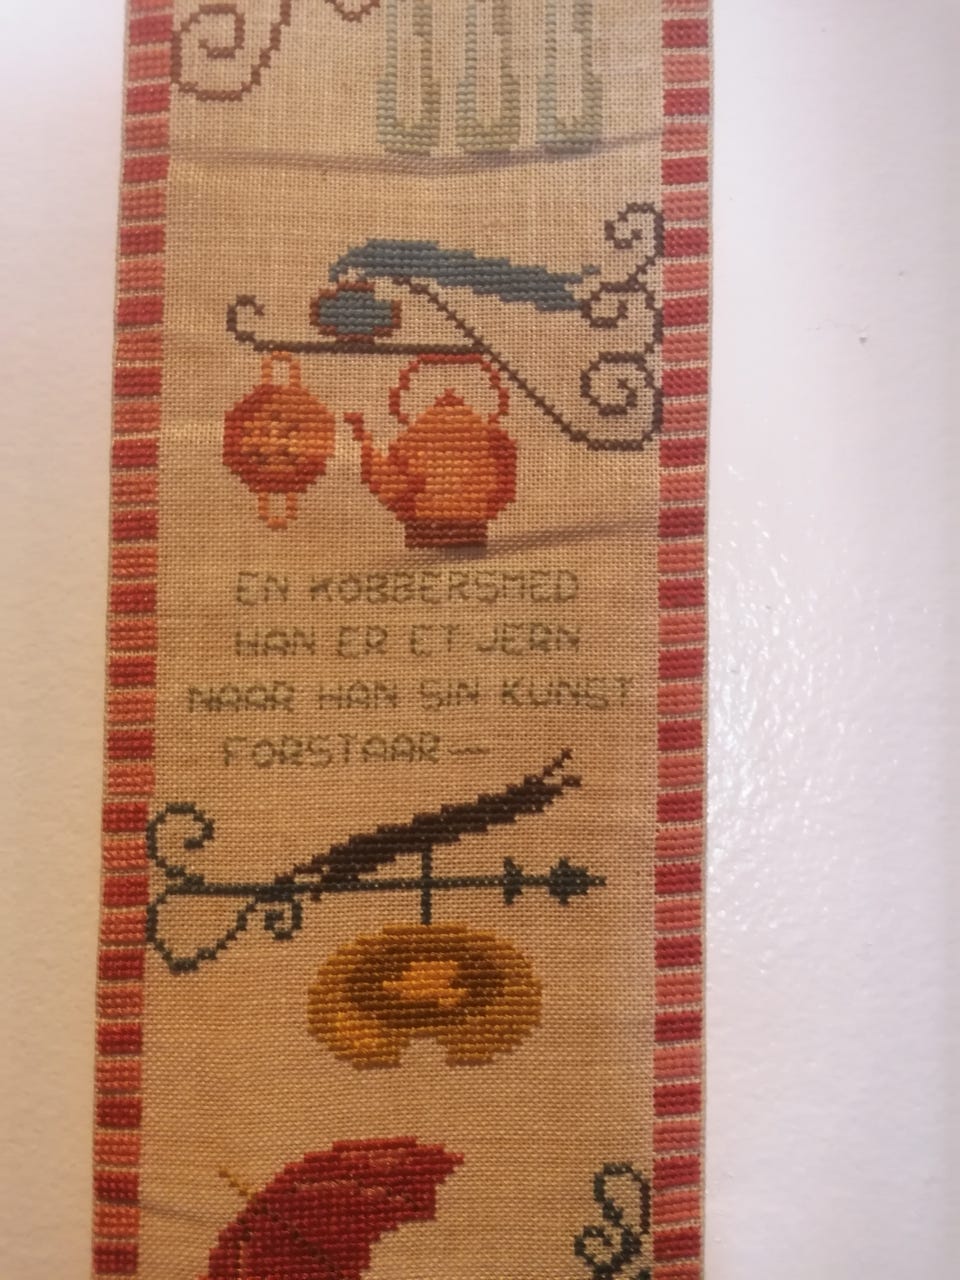 EN KOBBERSMED
HAN ER ET JERN
NAAR HAN SIN KUNST
FORSTAAR—